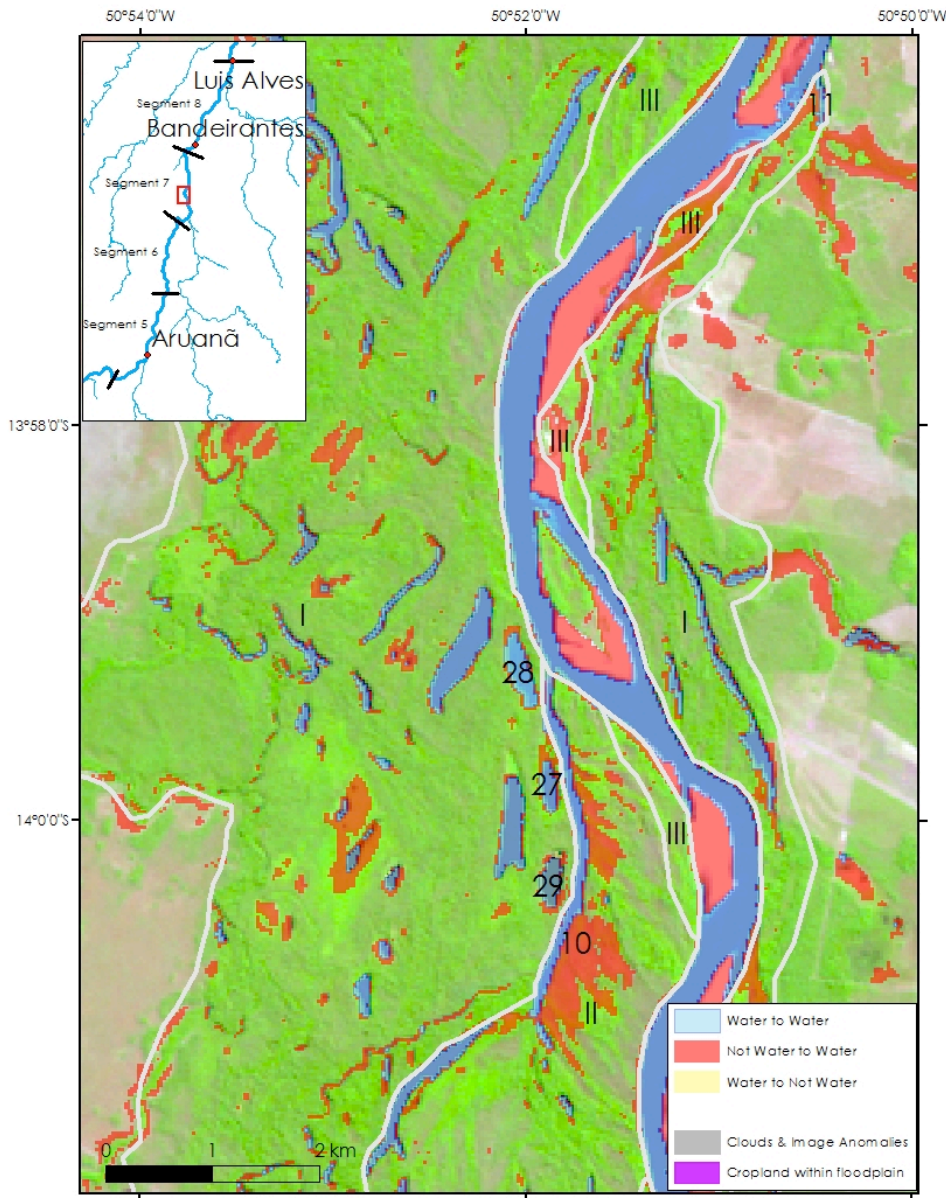 50°54'0"W
50°52'0"W
50°50'0"W
Luis Alves
Segment 8
Bandeirantes
Segment 7
Segment 6
Segment 5
Aruanã
III
11
III
13°58'0"S
III
I
I
28
27
14°0'0"S
III
29
10
II
Water to Water
Not Water to Water
Water to Not Water
Clouds & Image Anomalies
Cropland within floodplain
0 1 2 km